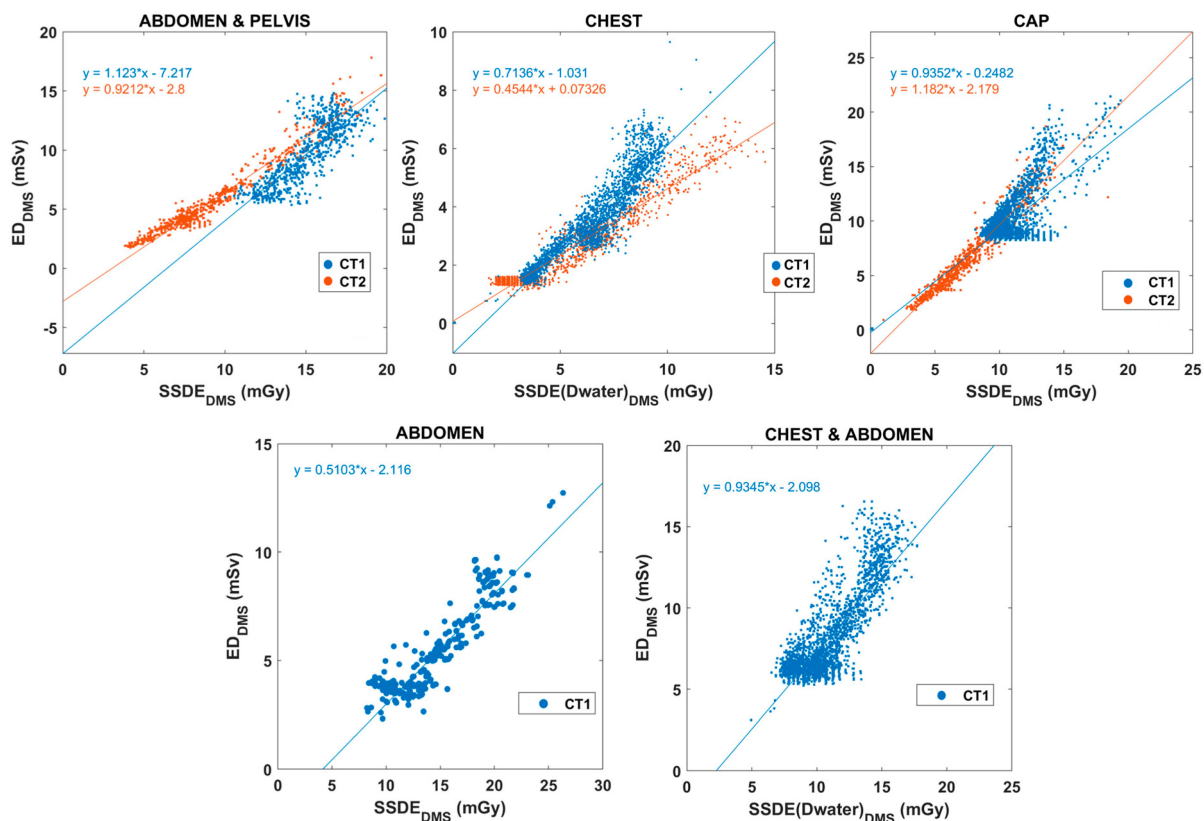 ABDOMEN & PELVIS
20
15
10
5
0
-5
ED_DMS (mSv)
y = 1.123*x - 7.217
y = 0.9212*x - 2.8
CT1
CT2
0 5 10 15 20
SSDE_DMS (mGy)
CHEST
10
8
6
4
2
0
ED_DMS (mSv)
y = 0.7136*x - 1.031
y = 0.4544*x + 0.07326
CT1
CT2
0 5 10 15
SSDE(Dwater)_DMS (mGy)
CAP
25
20
15
10
5
0
ED_DMS (mSv)
y = 0.9352*x - 0.2482
y = 1.182*x - 2.179
CT1
CT2
0 5 10 15 20 25
SSDE_DMS (mGy)
ABDOMEN
15
10
5
0
ED_DMS (mSv)
y = 0.5103*x - 2.116
CT1
0 5 10 15 20 25 30
SSDE_DMS (mGy)
CHEST & ABDOMEN
20
15
10
5
0
ED_DMS (mSv)
y = 0.9345*x - 2.098
CT1
0 5 10 15 20 25
SSDE(Dwater)_DMS (mGy)